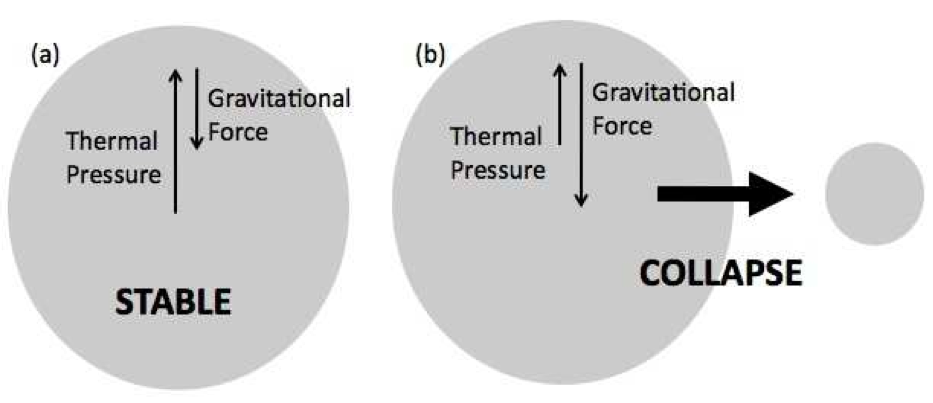 (a)
Gravitational
Force
Thermal
Pressure
STABLE
(b)
Gravitational
Force
Thermal
Pressure
COLLAPSE